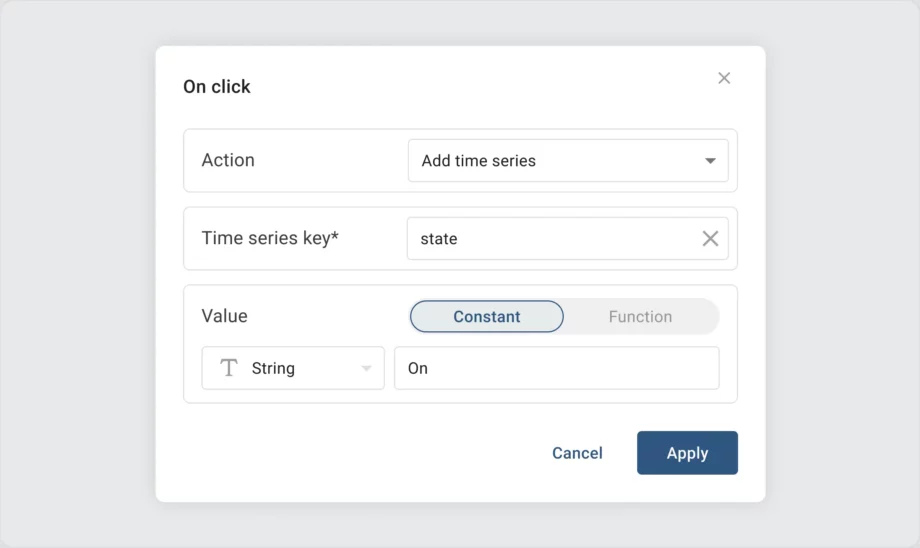 On click
Action
Add time series
Time series key*
state
Value
Constant
Function
String
On
Cancel
Apply